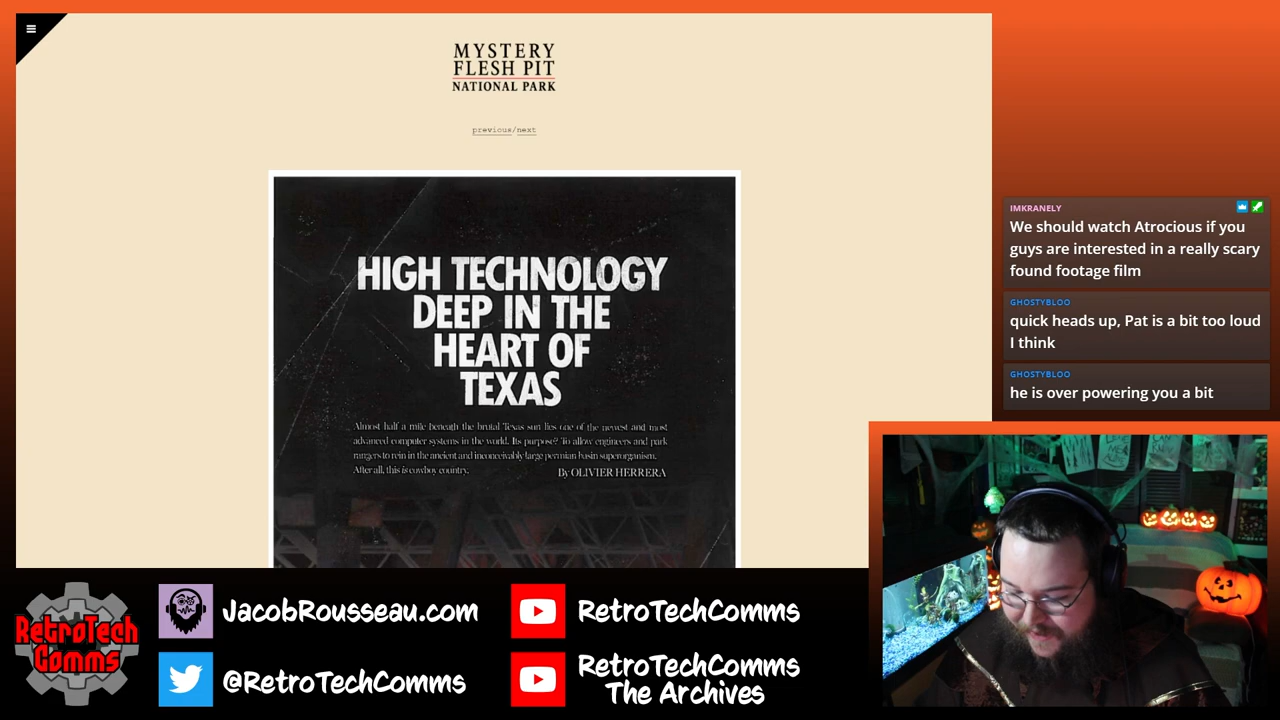 MYSTERY
FLESH PIT
NATIONAL PARK
previous/next
HIGH TECHNOLOGY
DEEP IN THE
HEART OF
TEXAS
Almost half a mile beneath the brutal Texas sun lies one of the newest and most
advanced computer systems in the world. Its purpose? To allow engineers and park
rangers to rein in the ancient and inconceivably large permian basin superorganism.
After all, this is cowboy country.
By OLIVIER HERRERA
IMKRANELY
We should watch Atrocious if you
guys are interested in a really scary
found footage film
GHOSTYBLOO
quick heads up, Pat is a bit too loud
I think
GHOSTYBLOO
he is over powering you a bit
RetroTech
Comms
JacobRousseau.com
@RetroTechComms
RetroTechComms
RetroTechComms
The Archives